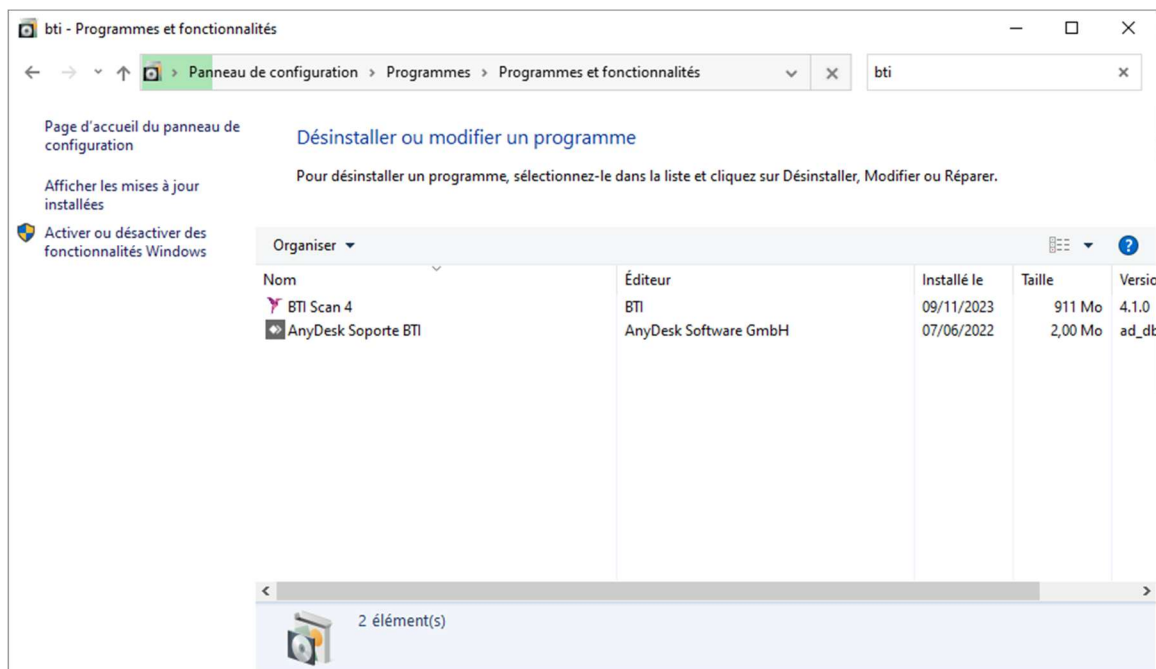 bti - Programmes et fonctionnalités
Panneau de configuration > Programmes > Programmes et fonctionnalités
bti
Page d'accueil du panneau de
configuration
Afficher les mises à jour
installées
Activer ou désactiver des
fonctionnalités Windows
Désinstaller ou modifier un programme
Pour désinstaller un programme, sélectionnez-le dans la liste et cliquez sur Désinstaller, Modifier ou Réparer.
Organiser
Nom Éditeur Installé le Taille Versio
BTI Scan 4 BTI 09/11/2023 911 Mo 4.1.0
AnyDesk Soporte BTI AnyDesk Software GmbH 07/06/2022 2,00 Mo ad_db
2 élément(s)